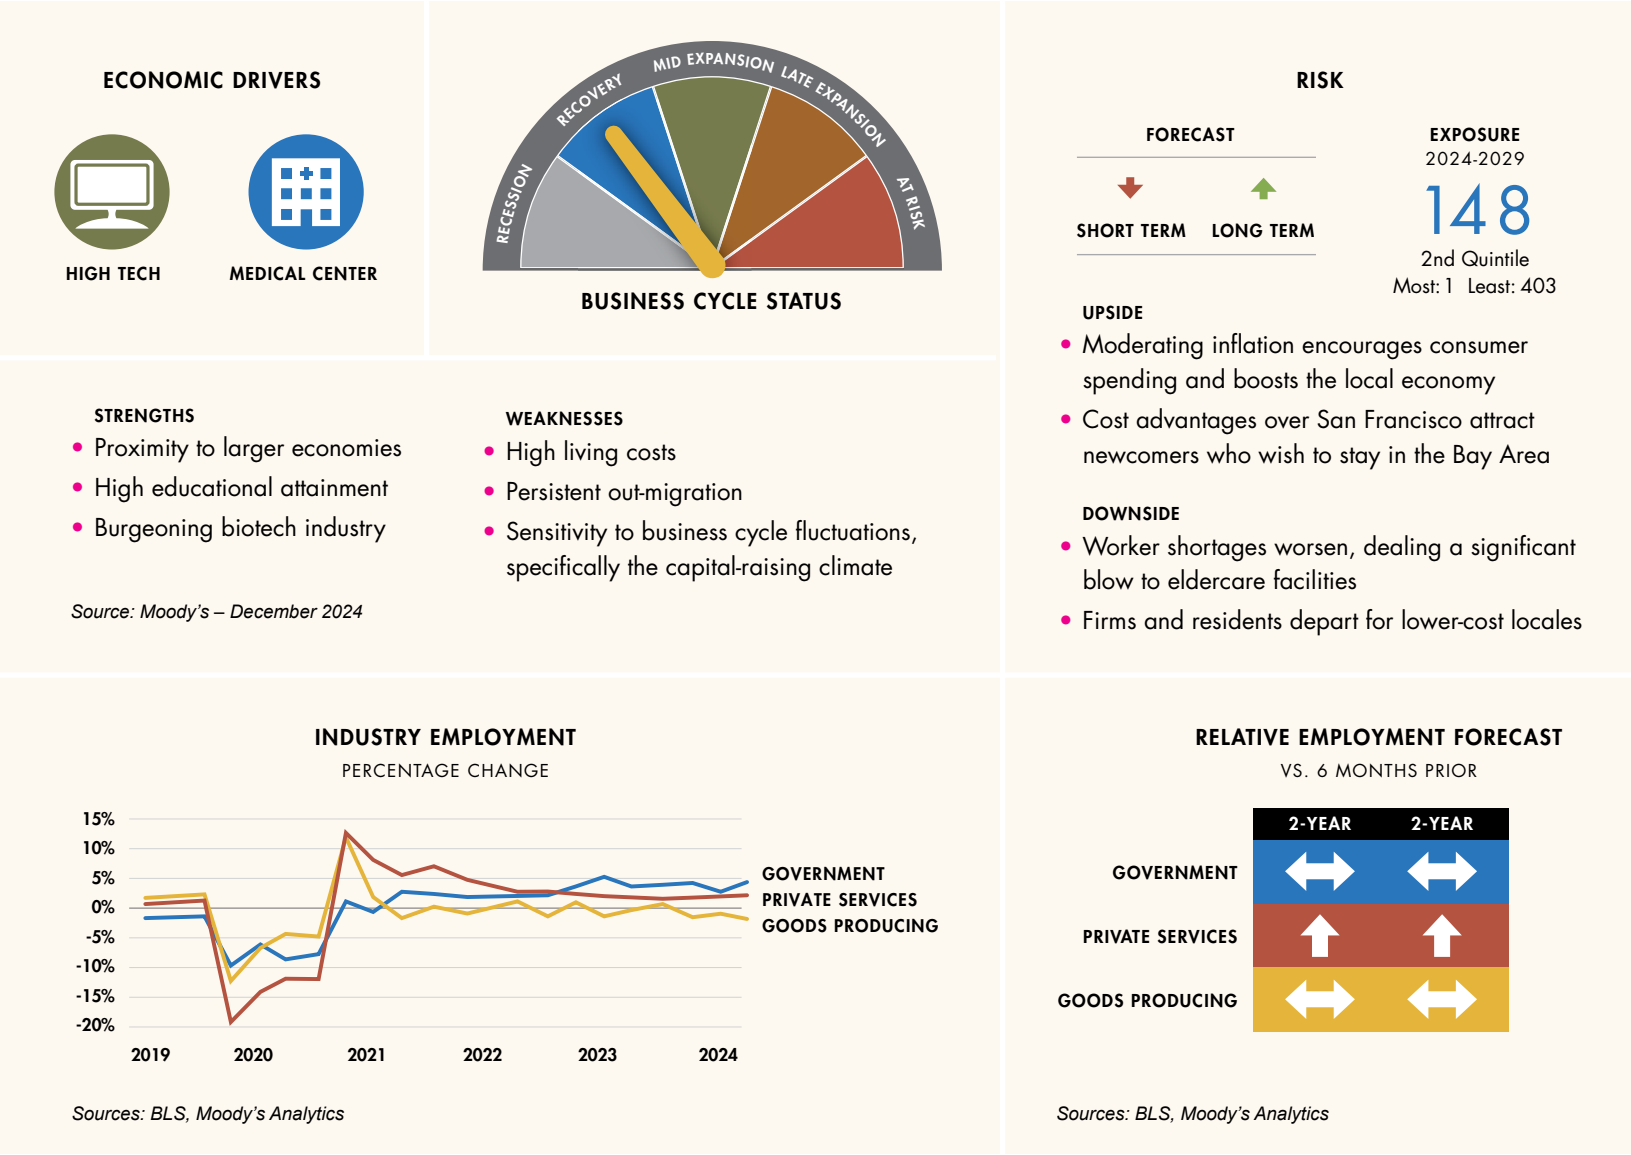 ECONOMIC DRIVERS
HIGH TECH
MEDICAL CENTER
RECESSION
RECOVERY
MID EXPANSION
LATE EXPANSION
AT RISK
BUSINESS CYCLE STATUS
RISK
FORECAST
SHORT TERM
LONG TERM
EXPOSURE
2024-2029
148
2nd Quintile
Most: 1 Least: 403
UPSIDE
• Moderating inflation encourages consumer
spending and boosts the local economy
• Cost advantages over San Francisco attract
newcomers who wish to stay in the Bay Area
DOWNSIDE
• Worker shortages worsen, dealing a significant
blow to eldercare facilities
• Firms and residents depart for lower-cost locales
STRENGTHS
• Proximity to larger economies
• High educational attainment
• Burgeoning biotech industry
WEAKNESSES
• High living costs
• Persistent out-migration
• Sensitivity to business cycle fluctuations,
specifically the capital-raising climate
Source: Moody's – December 2024
INDUSTRY EMPLOYMENT
PERCENTAGE CHANGE
15%
10%
5%
0%
-5%
-10%
-15%
-20%
2019 2020 2021 2022 2023 2024
GOVERNMENT
PRIVATE SERVICES
GOODS PRODUCING
Sources: BLS, Moody's Analytics
RELATIVE EMPLOYMENT FORECAST
VS. 6 MONTHS PRIOR
2-YEAR 2-YEAR
GOVERNMENT
PRIVATE SERVICES
GOODS PRODUCING
Sources: BLS, Moody's Analytics